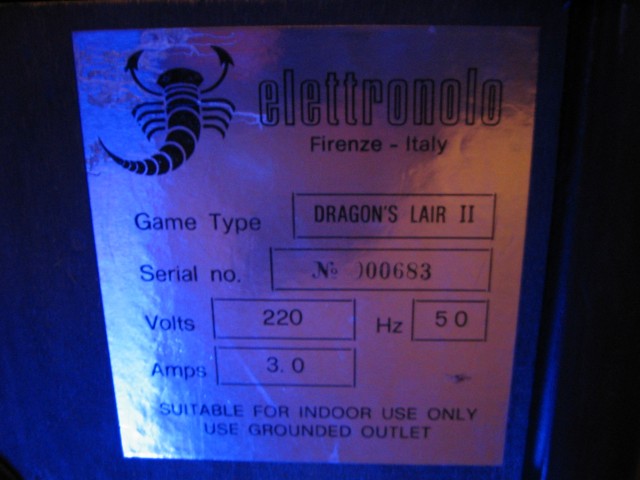 elettronolo
Firenze - Italy
Game Type DRAGON'S LAIR II
Serial no. № 000683
Volts 220 Hz 50
Amps 3.0
SUITABLE FOR INDOOR USE ONLY
USE GROUNDED OUTLET